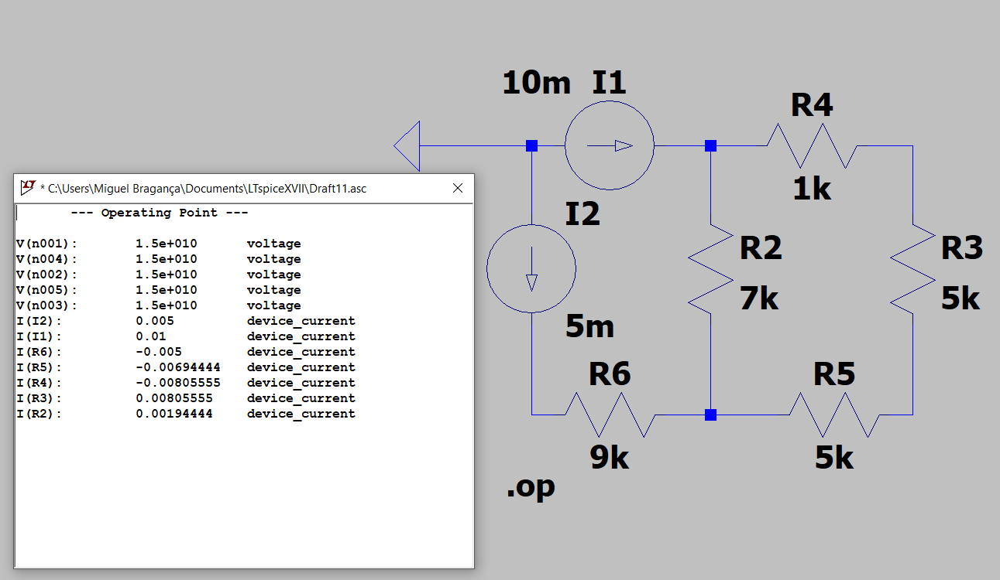 * C:\Users\Miguel Bragança\Documents\LTspiceXVII\Draft11.asc
--- Operating Point ---
V(n001): 1.5e+010 voltage
V(n004): 1.5e+010 voltage
V(n002): 1.5e+010 voltage
V(n005): 1.5e+010 voltage
V(n003): 1.5e+010 voltage
I(I2): 0.005 device_current
I(I1): 0.01 device_current
I(R6): -0.005 device_current
I(R5): -0.00694444 device_current
I(R4): -0.00805555 device_current
I(R3): 0.00805555 device_current
I(R2): 0.00194444 device_current
10m I1
R4
1k
I2
5m
R2
7k
R3
5k
R6
9k
R5
5k
.op